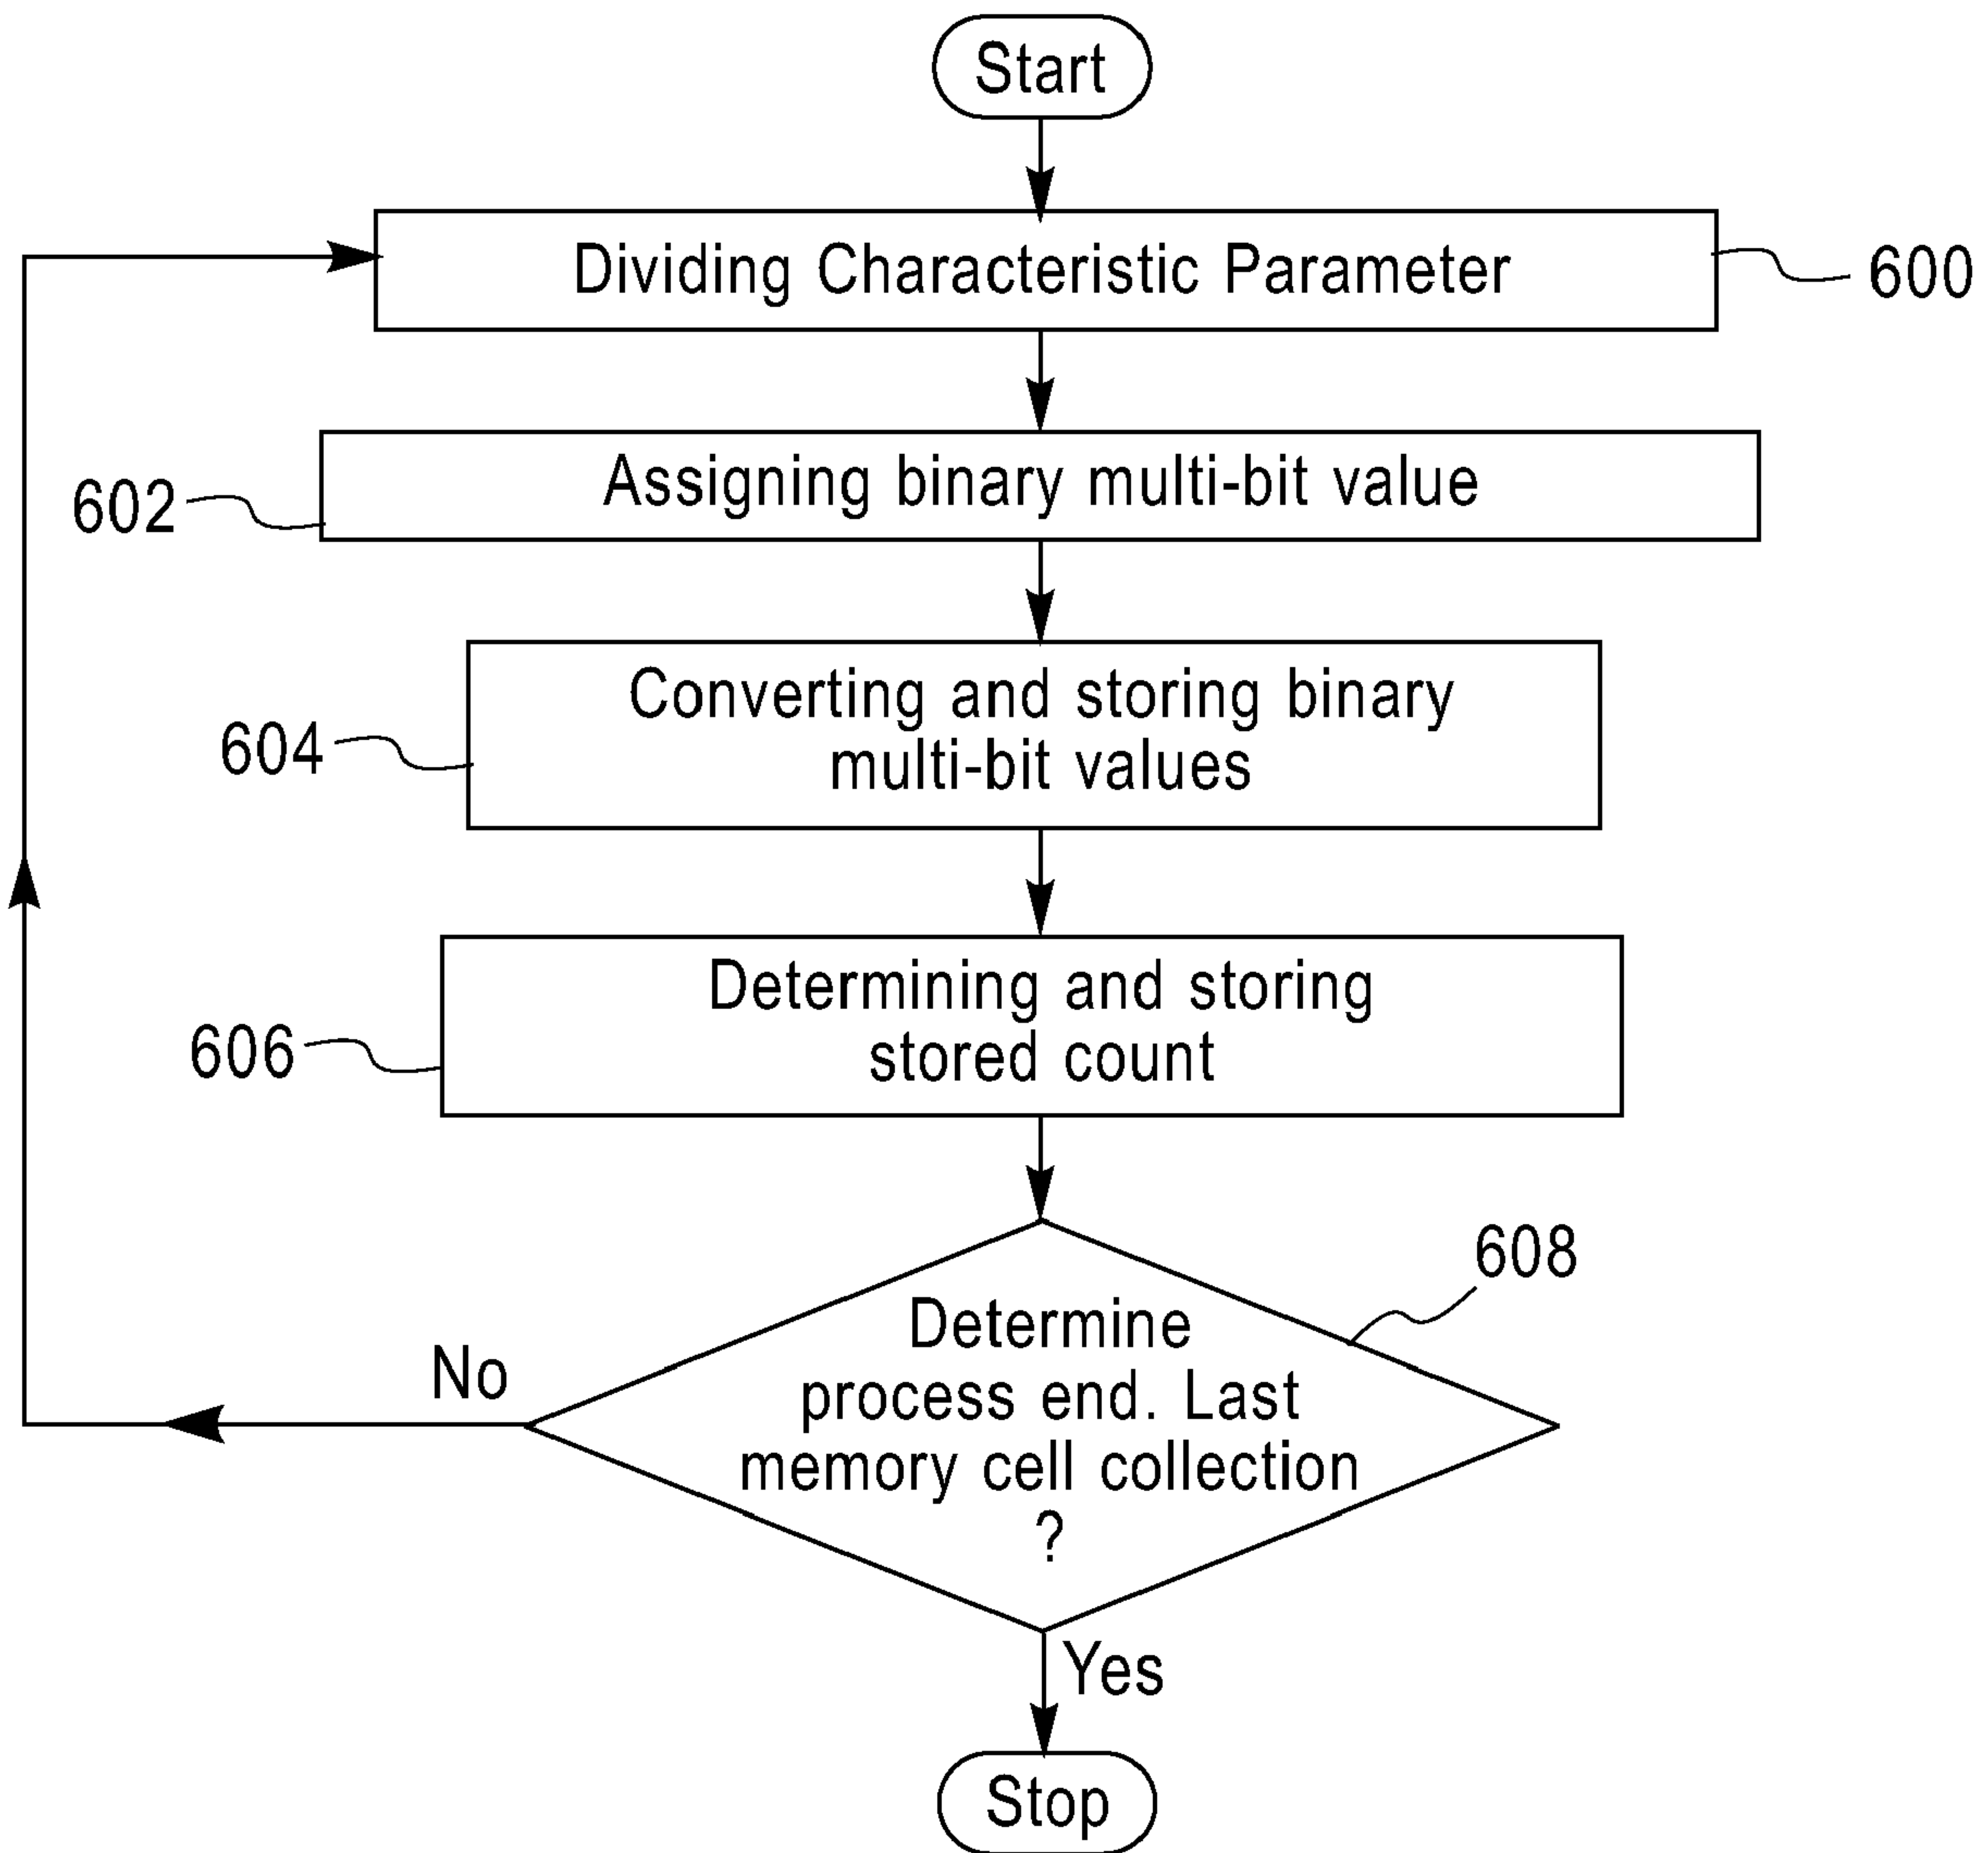 Start
Dividing Characteristic Parameter
600
Assigning binary multi-bit value
602
Converting and storing binary
multi-bit values
604
Determining and storing
stored count
606
608
Determine
process end. Last
memory cell collection
?
No
Yes
Stop